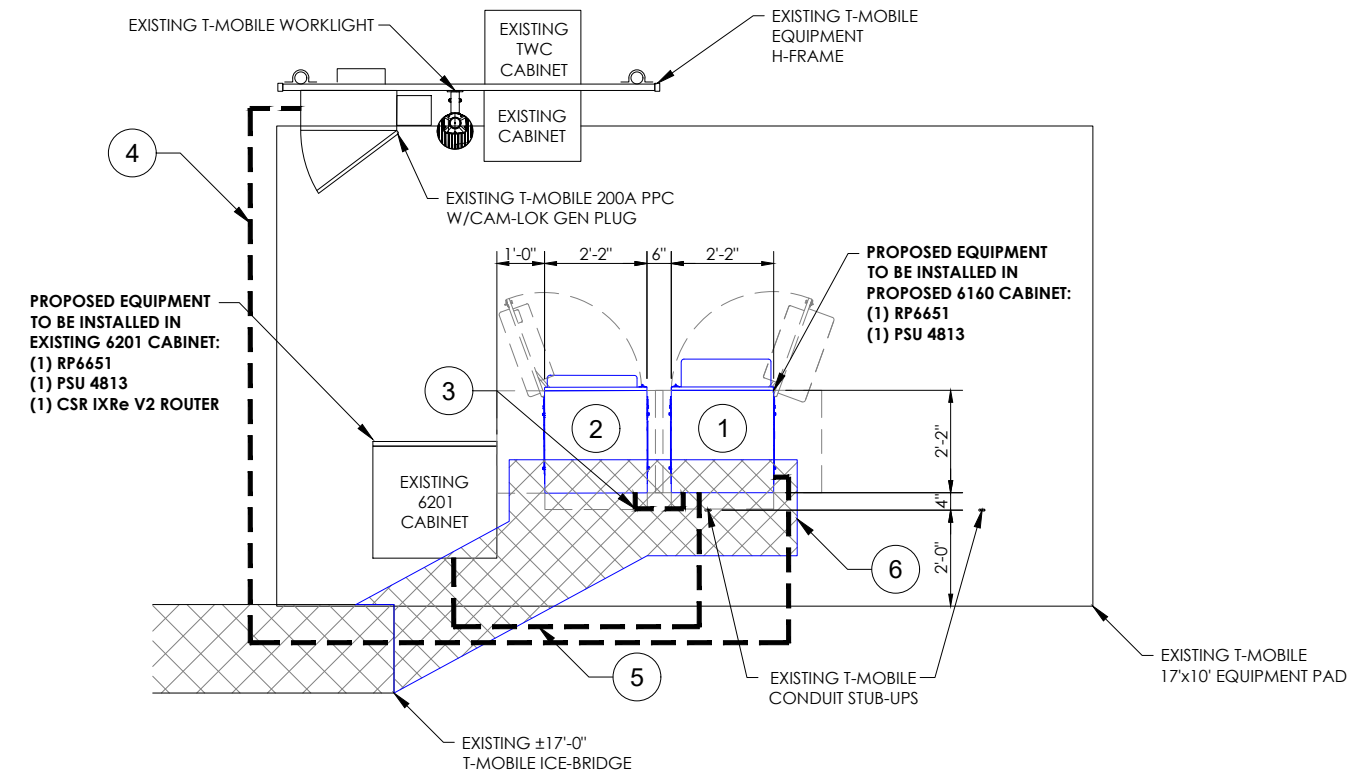 EXISTING T-MOBILE WORKLIGHT
EXISTING
TWC
CABINET
EXISTING T-MOBILE
EQUIPMENT
H-FRAME
EXISTING
CABINET
4
EXISTING T-MOBILE 200A PPC
W/CAM-LOK GEN PLUG
1'-0"
2'-2"
6"
2'-2"
PROPOSED EQUIPMENT
TO BE INSTALLED IN
PROPOSED 6160 CABINET:
(1) RP6651
(1) PSU 4813
PROPOSED EQUIPMENT
TO BE INSTALLED IN
EXISTING 6201 CABINET:
(1) RP6651
(1) PSU 4813
(1) CSR IXRe V2 ROUTER
3
2
1
2'-2"
EXISTING
6201
CABINET
4"
2'-0"
6
5
EXISTING T-MOBILE
CONDUIT STUB-UPS
EXISTING T-MOBILE
17'x10' EQUIPMENT PAD
EXISTING ±17'-0"
T-MOBILE ICE-BRIDGE